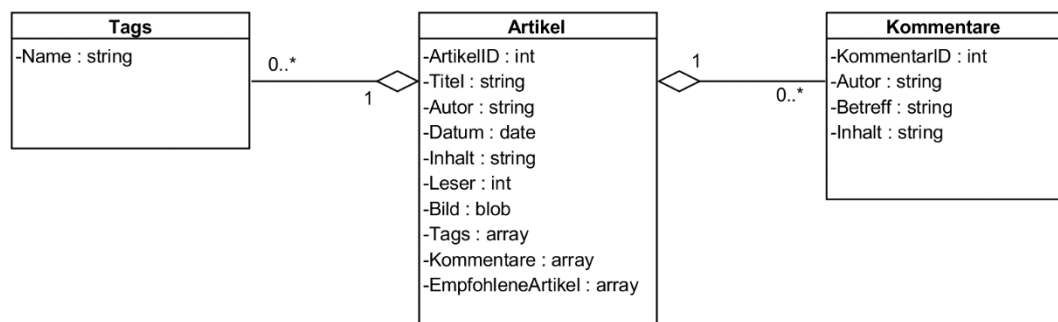 Tags
-Name : string
0..*
1
Artikel
-ArtikelID : int
-Titel : string
-Autor : string
-Datum : date
-Inhalt : string
-Leser : int
-Bild : blob
-Tags : array
-Kommentare : array
-EmpfohleneArtikel : array
1
0..*
Kommentare
-KommentarID : int
-Autor : string
-Betreff : string
-Inhalt : string